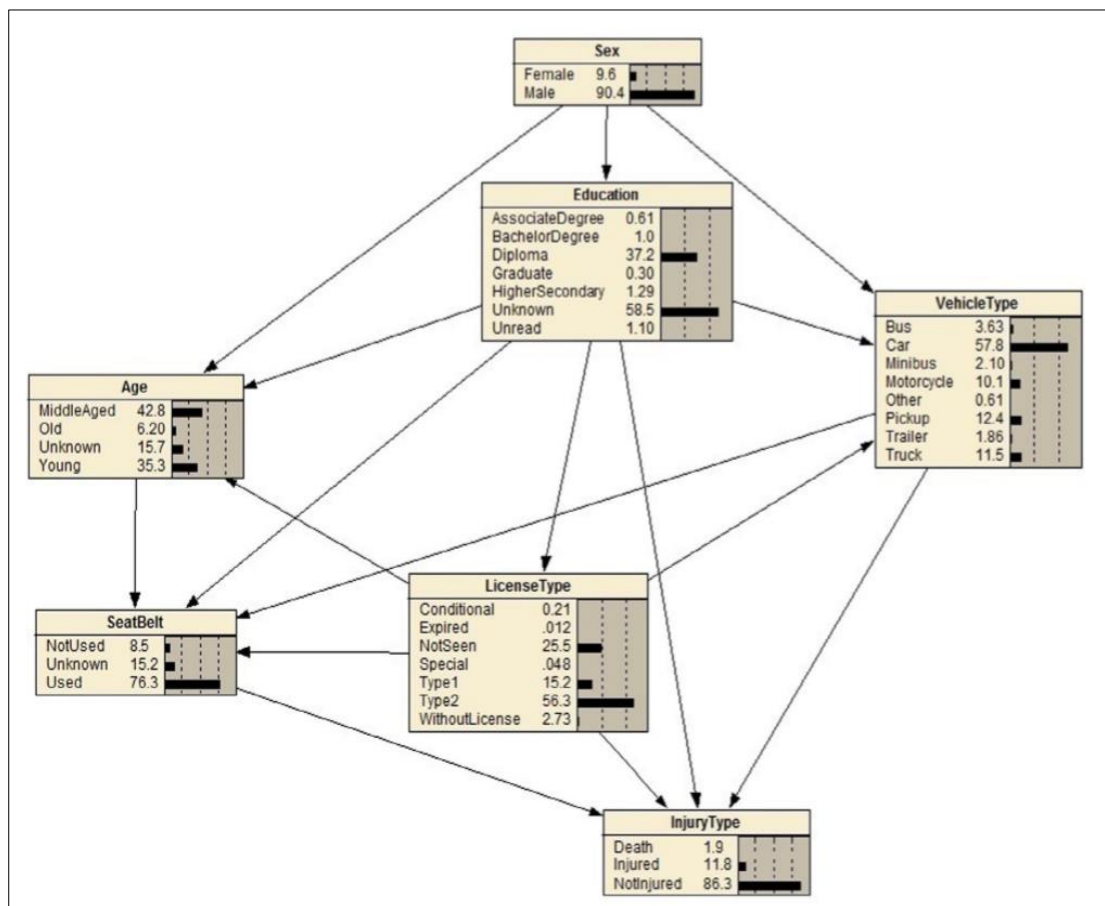 Sex
Female 9.6
Male 90.4
Education
AssociateDegree 0.61
BachelorDegree 1.0
Diploma 37.2
Graduate 0.30
HigherSecondary 1.29
Unknown 58.5
Unread 1.10
VehicleType
Bus 3.63
Car 57.8
Minibus 2.10
Motorcycle 10.1
Other 0.61
Pickup 12.4
Trailer 1.86
Truck 11.5
Age
MiddleAged 42.8
Old 6.20
Unknown 15.7
Young 35.3
LicenseType
Conditional 0.21
Expired .012
NotSeen 25.5
Special .048
Type1 15.2
Type2 56.3
WithoutLicense 2.73
SeatBelt
NotUsed 8.5
Unknown 15.2
Used 76.3
InjuryType
Death 1.9
Injured 11.8
NotInjured 86.3